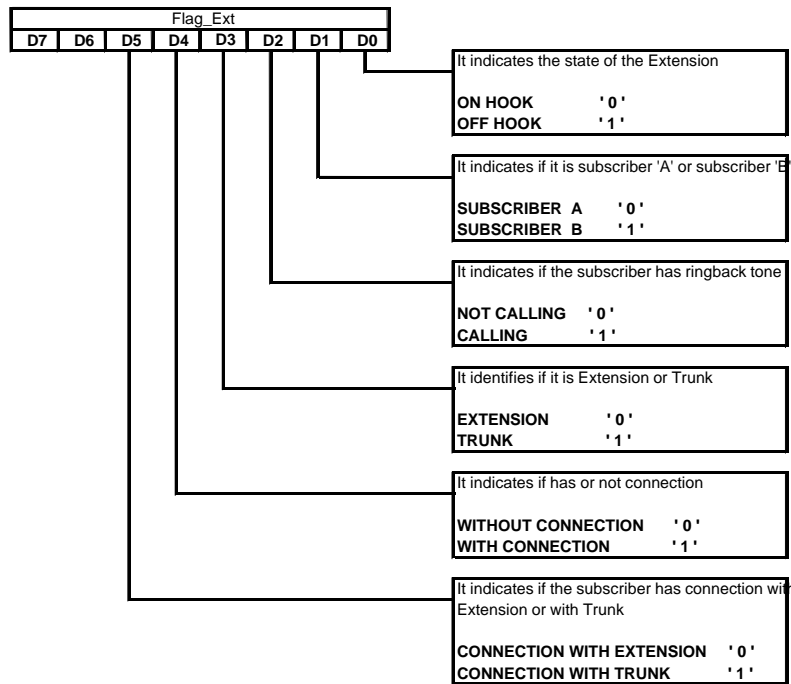 Flag_Ext
D7 D6 D5 D4 D3 D2 D1 D0
It indicates the state of the Extension
ON HOOK ' 0 '
OFF HOOK ' 1 '
It indicates if it is subscriber 'A' or subscriber 'B'
SUBSCRIBER A ' 0 '
SUBSCRIBER B ' 1 '
It indicates if the subscriber has ringback tone
NOT CALLING ' 0 '
CALLING ' 1 '
It identifies if it is Extension or Trunk
EXTENSION ' 0 '
TRUNK ' 1 '
It indicates if has or not connection
WITHOUT CONNECTION ' 0 '
WITH CONNECTION ' 1 '
It indicates if the subscriber has connection with
Extension or with Trunk
CONNECTION WITH EXTENSION ' 0 '
CONNECTION WITH TRUNK ' 1 '